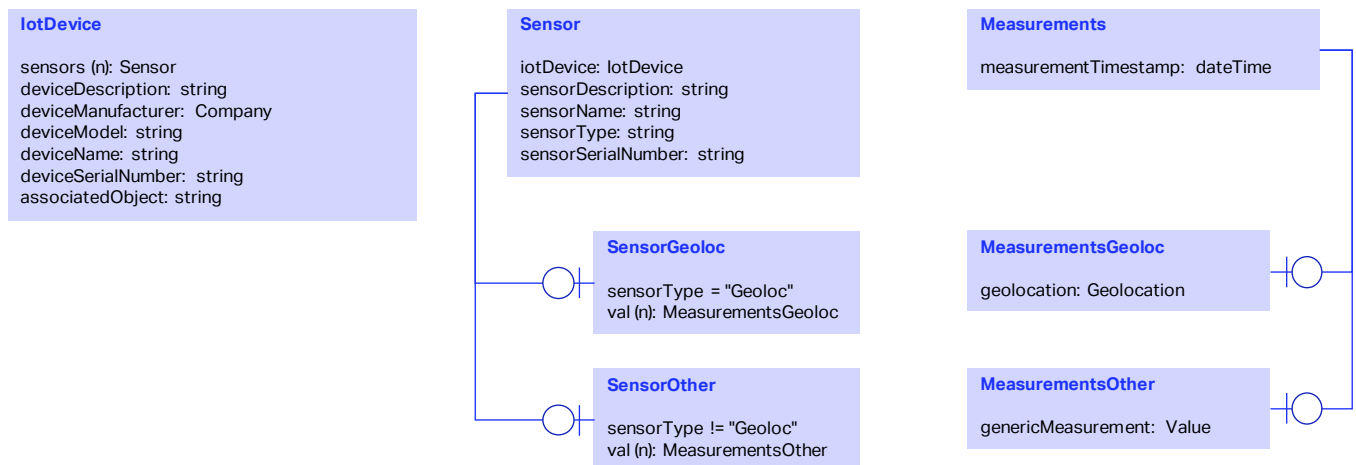 IotDevice
sensors (n): Sensor
deviceDescription: string
deviceManufacturer: Company
deviceModel: string
deviceName: string
deviceSerialNumber: string
associatedObject: string
Sensor
iotDevice: IotDevice
sensorDescription: string
sensorName: string
sensorType: string
sensorSerialNumber: string
SensorGeoloc
sensorType = "Geoloc"
val (n): MeasurementsGeoloc
SensorOther
sensorType != "Geoloc"
val (n): MeasurementsOther
Measurements
measurementTimestamp: dateTime
MeasurementsGeoloc
geolocation: Geolocation
MeasurementsOther
genericMeasurement: Value